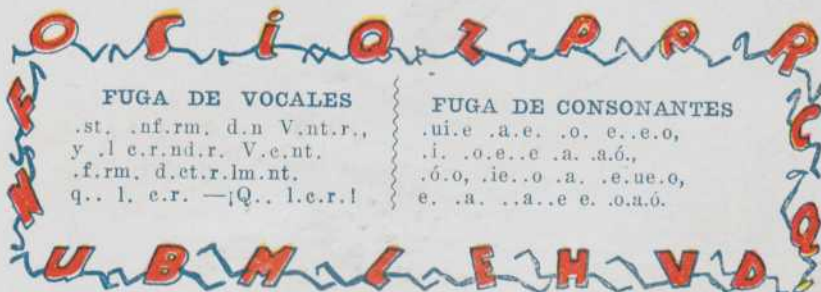 O i Q Z P R
FUGA DE VOCALES
.st. .nf.rm. d.n V.nt.r.,
y .l c.r.nd.r. V.c.nt.
.f.rm. d.ct.r.lm.nt.
q.. l. c.r. —¡Q.. l.c.r.!
FUGA DE CONSONANTES
.ui.e .a.e. .o. e..e.o,
.i. .o.e..e .a. .a.ó.,
.ó.o, .ie..o .a. .e.ue.o,
e. .a. ..a..e e. .o.a.ó.
C
Q
U B M L E H V D